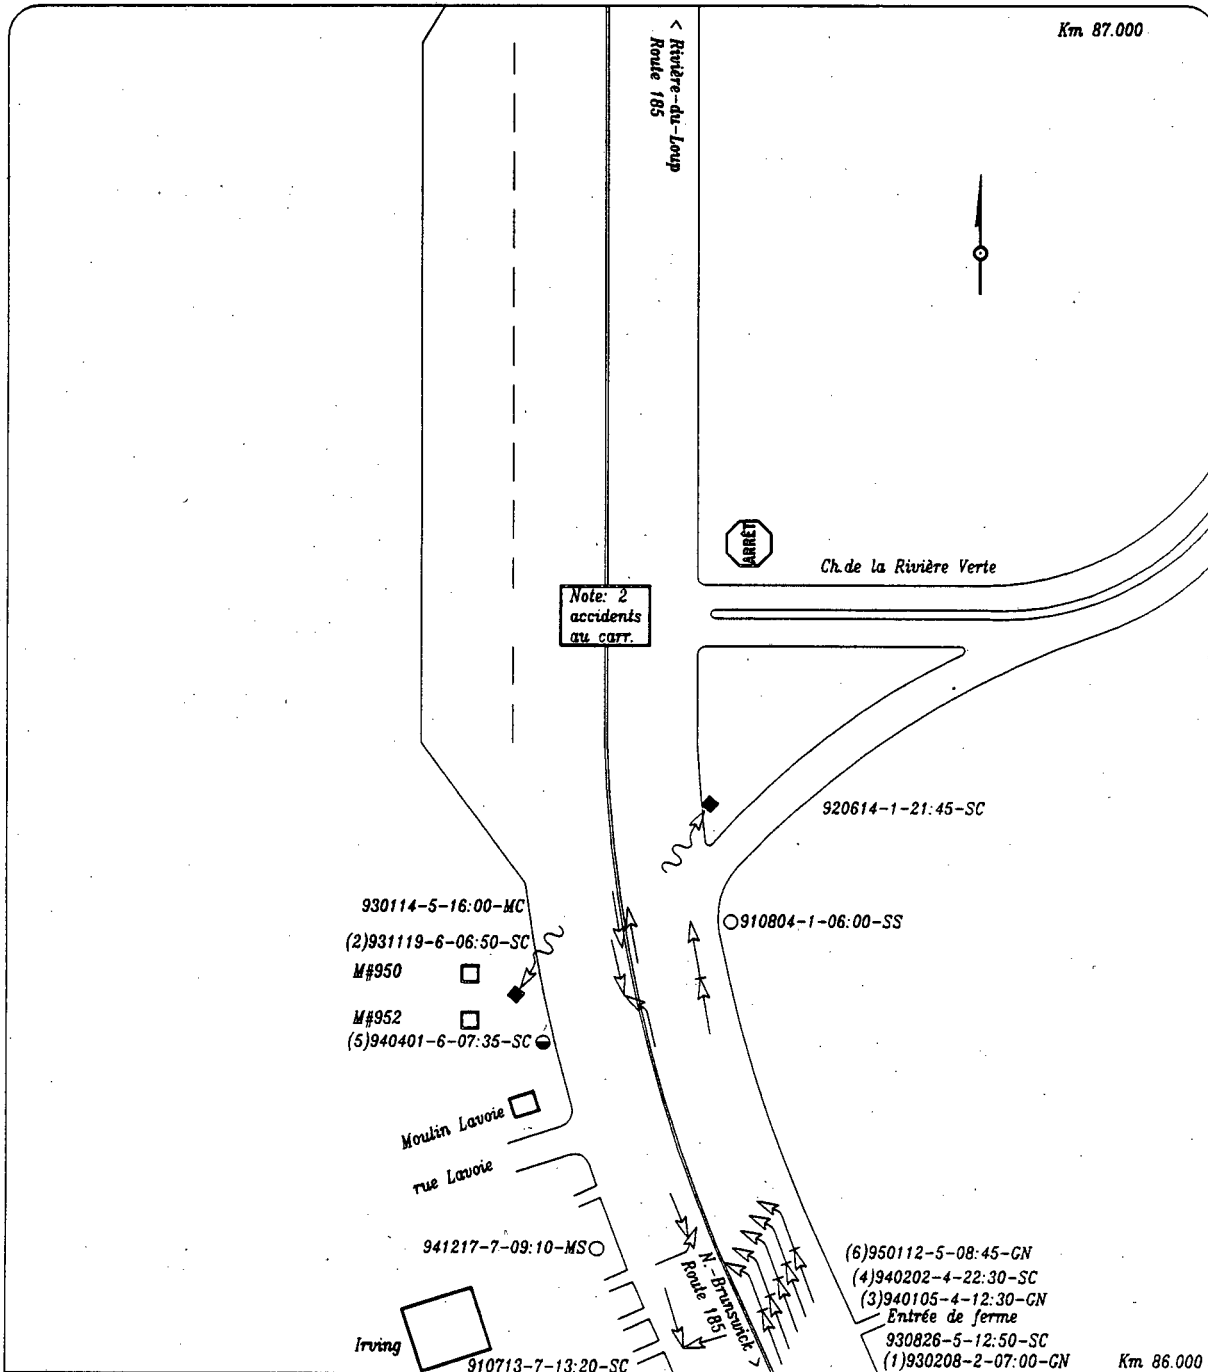 Km 87.000
< Rivière-du-Loup
Route 185
ARRÊT
Ch.de la Rivière Verte
Note: 2
accidents
au carr.
920614-1-21:45-SC
930114-5-16:00-MC
910804-1-06:00-SS
(2)931119-6-06:50-SC
M#950
M#952
(5)940401-6-07:35-SC
Moulin Lavoie
rue Lavoie
941217-7-09:10-MS
N.-Brunswick >
Route 185
(6)950112-5-08:45-GN
(4)940202-4-22:30-SC
(3)940105-4-12:30-GN
Entrée de ferme
930826-5-12:50-SC
Irving
910713-7-13:20-SC
(1)930208-2-07:00-GN
Km 86.000